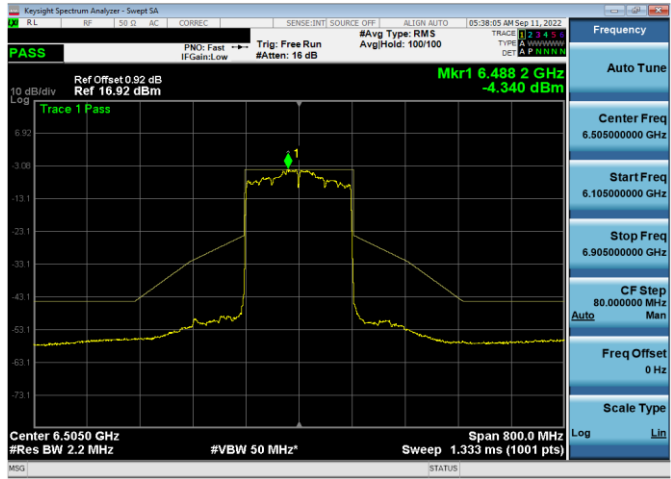 Keysight Spectrum Analyzer - Swept SA
RL RF 50 Ω AC CORREC SENSE:INT SOURCE OFF ALIGN AUTO 05:38:05 AM Sep 11, 2022
PASS
PNO: Fast
IFGain:Low
Trig: Free Run
#Atten: 16 dB
#Avg Type: RMS
Avg|Hold: 100/100
TRACE 1 2 3 4 5 6
TYPE A WWWWW
DET A P N N N N
Ref Offset 0.92 dB
10 dB/div Ref 16.92 dBm
Mkr1 6.488 2 GHz
-4.340 dBm
Log
Trace 1 Pass
1
6.92
-3.08
-13.1
-23.1
-33.1
-43.1
-53.1
-63.1
-73.1
Center 6.5050 GHz
Span 800.0 MHz
#Res BW 2.2 MHz
#VBW 50 MHz*
Sweep 1.333 ms (1001 pts)
MSG
STATUS
Frequency
Auto Tune
Center Freq
6.505000000 GHz
Start Freq
6.105000000 GHz
Stop Freq
6.905000000 GHz
CF Step
80.000000 MHz
Auto Man
Freq Offset
0 Hz
Scale Type
Log Lin